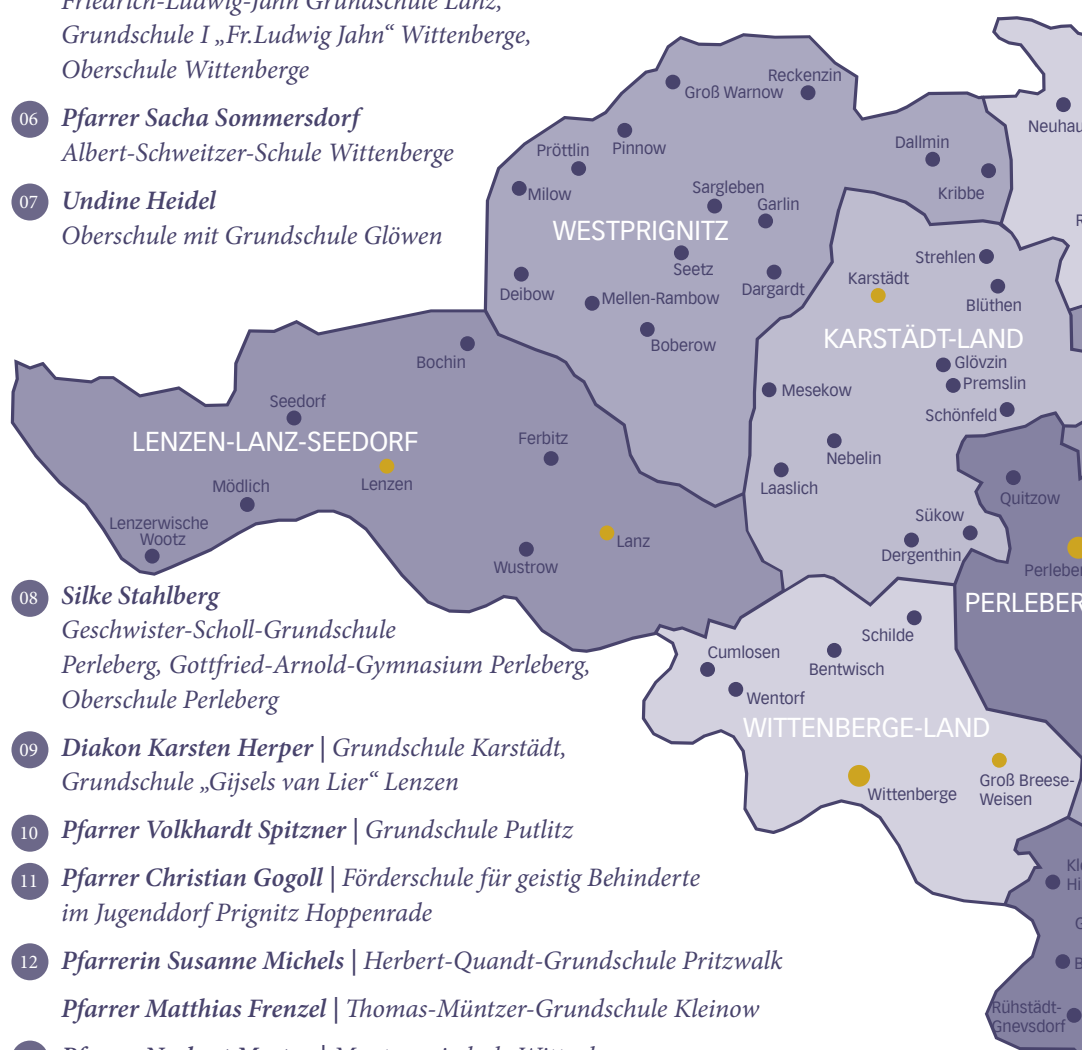 Friedrich-Ludwig-Jahn Grundschule Lanz,
Grundschule I „Fr.Ludwig Jahn“ Wittenberge,
Oberschule Wittenberge
06 Pfarrer Sacha Sommersdorf
Albert-Schweitzer-Schule Wittenberge
07 Undine Heidel
Oberschule mit Grundschule Glöwen
Reckenzin
Groß Warnow
Neuhau
Pinnow
Pröttlin
Dallmin
Milow
Sargleben
Kribbe
Garlin
WESTPRIGNITZ
Strehlen
Seetz
Karstädt
Deibow
Mellen-Rambow
Dargardt
Blüthen
Boberow
KARSTÄDT-LAND
Bochin
Glövzin
Premslin
Mesekow
Seedorf
Schönfeld
LENZEN-LANZ-SEEDORF
Ferbitz
Nebelin
Lenzen
Mödlich
Laaslich
Quitzow
Lenzerwische
Wootz
Sükow
Lanz
Dergenthin
Wustrow
Perleber
PERLEBER
08 Silke Stahlberg
Geschwister-Scholl-Grundschule
Perleberg, Gottfried-Arnold-Gymnasium Perleberg,
Oberschule Perleberg
Schilde
Cumlosen
Bentwisch
Wentorf
WITTENBERGE-LAND
Groß Breese-
Weisen
Wittenberge
09 Diakon Karsten Herper | Grundschule Karstädt,
Grundschule „Gijsels van Lier“ Lenzen
10 Pfarrer Volkhardt Spitzner | Grundschule Putlitz
11 Pfarrer Christian Gogoll | Förderschule für geistig Behinderte
im Jugenddorf Prignitz Hoppenrade
12 Pfarrerin Susanne Michels | Herbert-Quandt-Grundschule Pritzwalk
Pfarrer Matthias Frenzel | Thomas-Müntzer-Grundschule Kleinow
Kle
Hi
G
B
Rühstädt-
Gnevsdorf